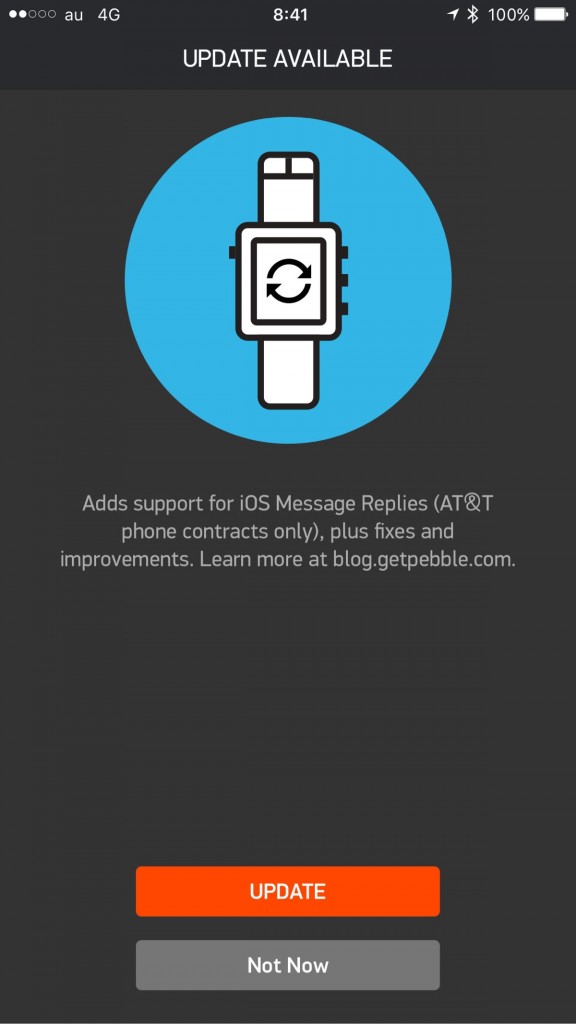 au 4G 8:41 100%
UPDATE AVAILABLE
Adds support for iOS Message Replies (AT&T
phone contracts only), plus fixes and
improvements. Learn more at blog.getpebble.com.
UPDATE
Not Now